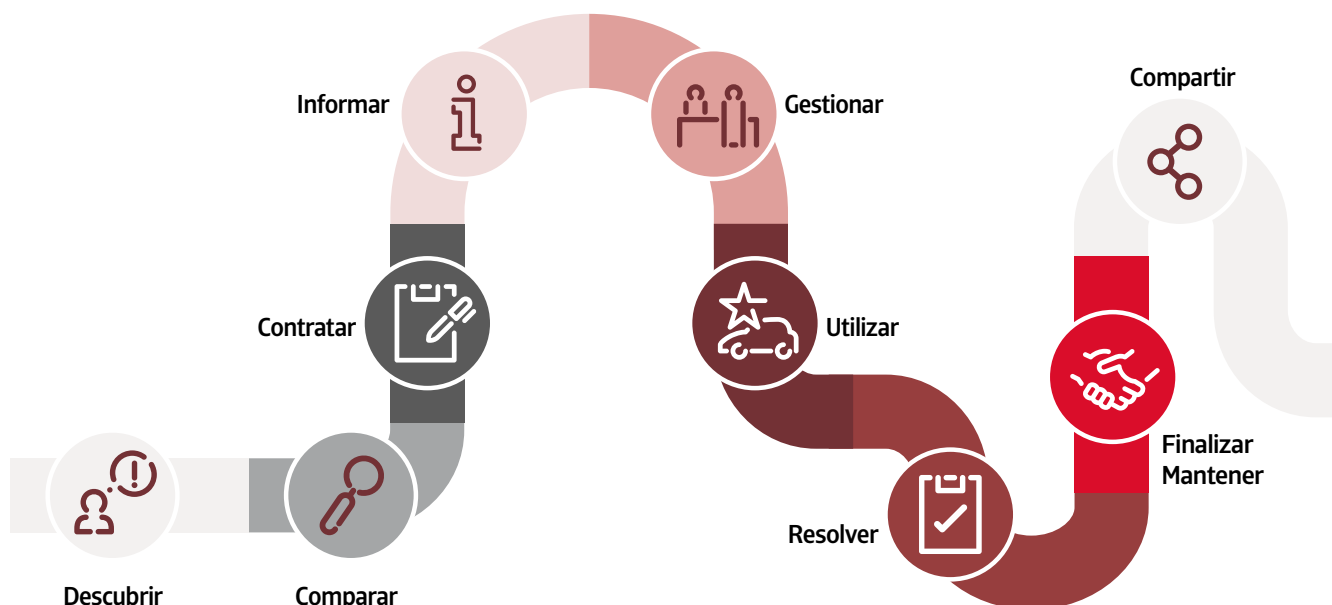 Descubrir
Comparar
Contratar
Informar
Gestionar
Utilizar
Resolver
Finalizar
Mantener
Compartir